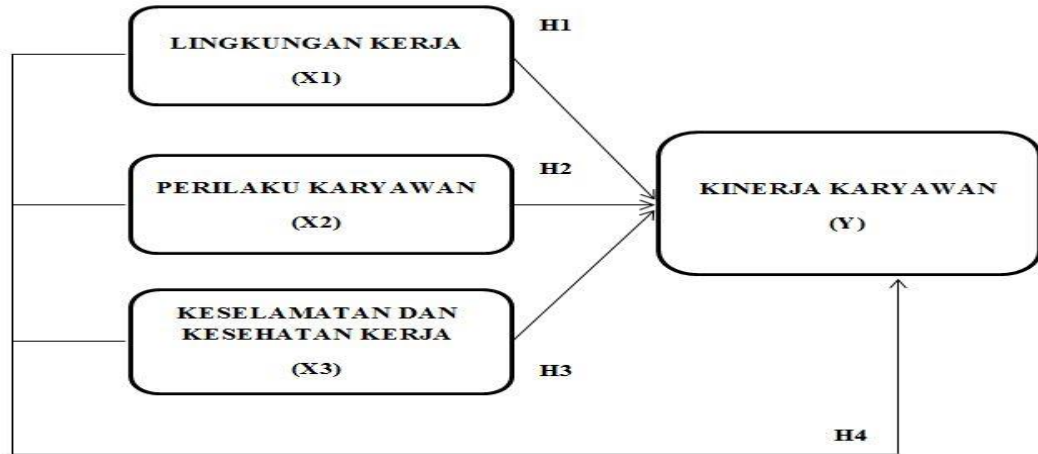 LINGKUNGAN KERJA
(X1)
H1
PERILAKU KARYAWAN
(X2)
H2
KESELAMATAN DAN
KESEHATAN KERJA
(X3)
H3
KINERJA KARYAWAN
(Y)
H4